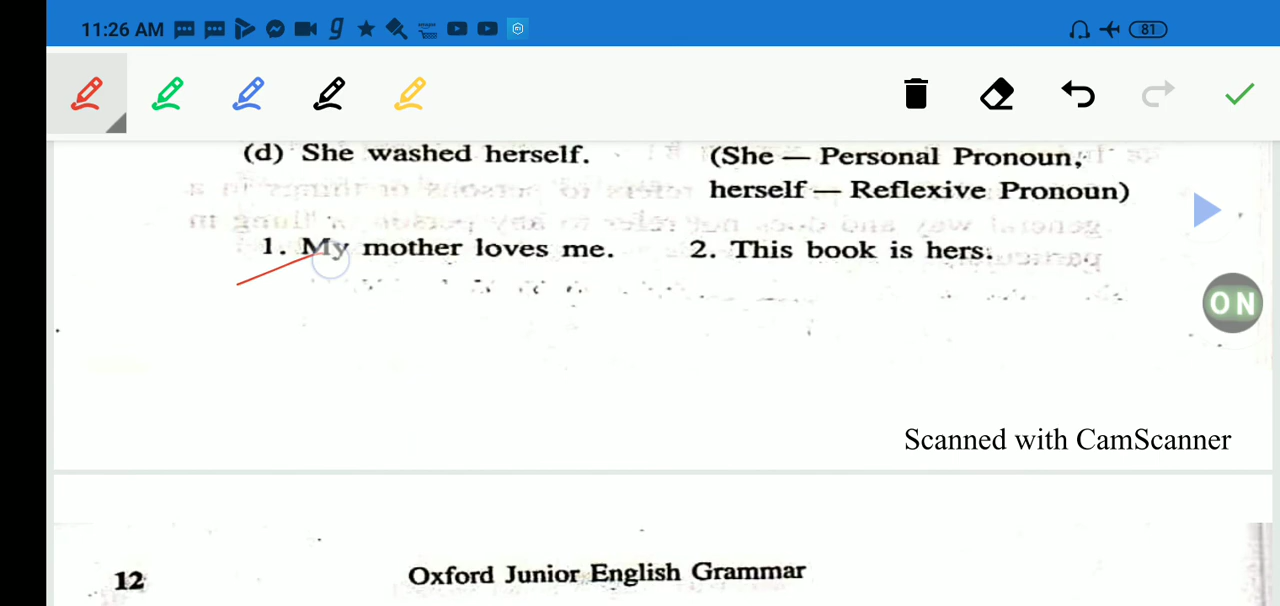 11:26 AM 81
(d) She washed herself. (She — Personal Pronoun,
herself — Reflexive Pronoun)
1. My mother loves me. 2. This book is hers.
ON
Scanned with CamScanner
12 Oxford Junior English Grammar